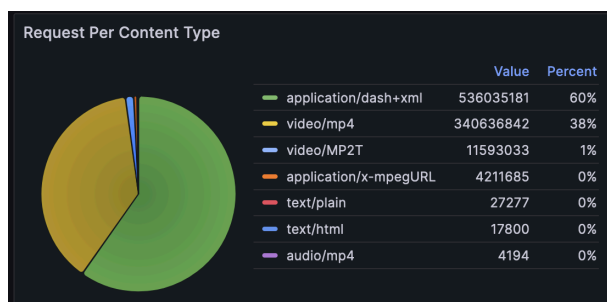 Request Per Content Type
Value Percent
application/dash+xml 536035181 60%
video/mp4 340636842 38%
video/MP2T 11593033 1%
application/x-mpegURL 4211685 0%
text/plain 27277 0%
text/html 17800 0%
audio/mp4 4194 0%